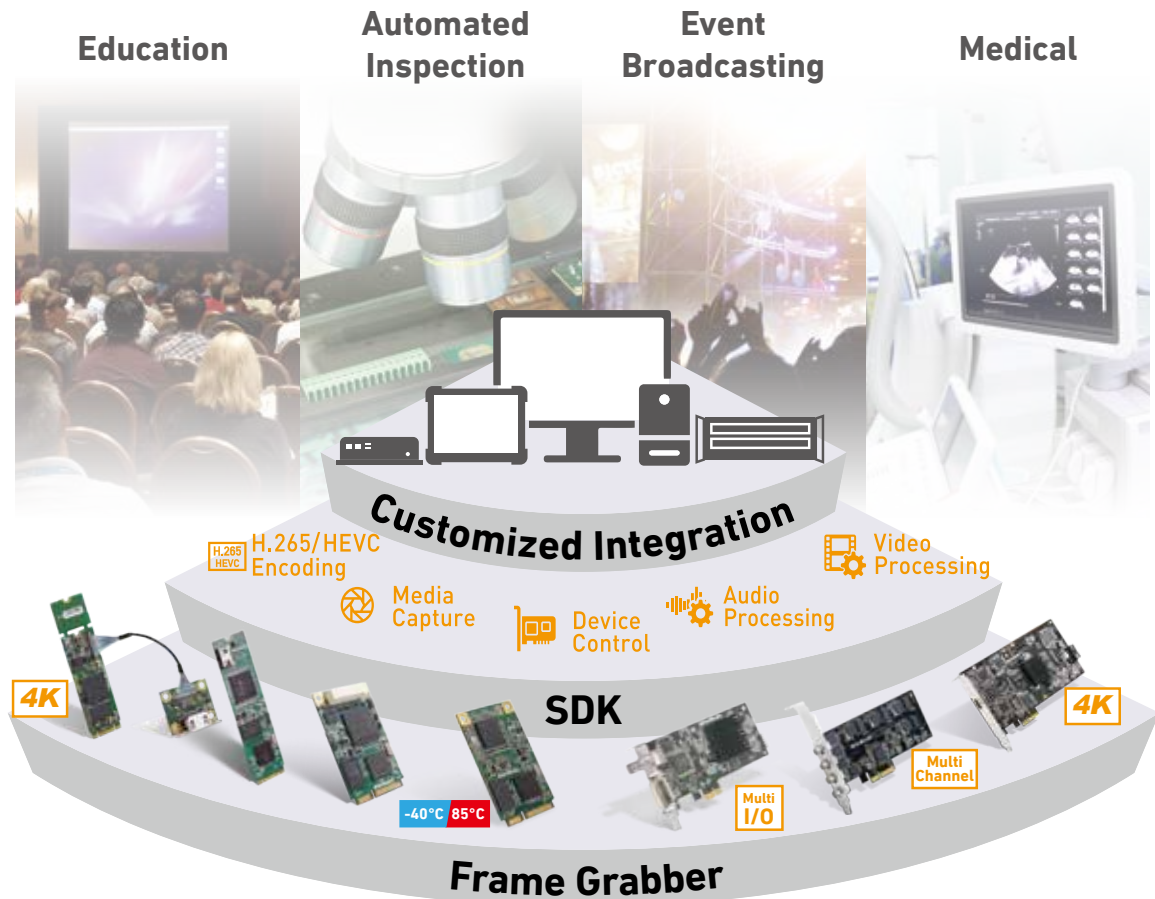 Education
Automated
Inspection
Event
Broadcasting
Medical
Customized Integration
H.265
HEVC
H.265/HEVC
Encoding
Media
Capture
Device
Control
Audio
Processing
Video
Processing
SDK
4K
-40°C
85°C
Multi
I/O
Multi
Channel
4K
Frame Grabber